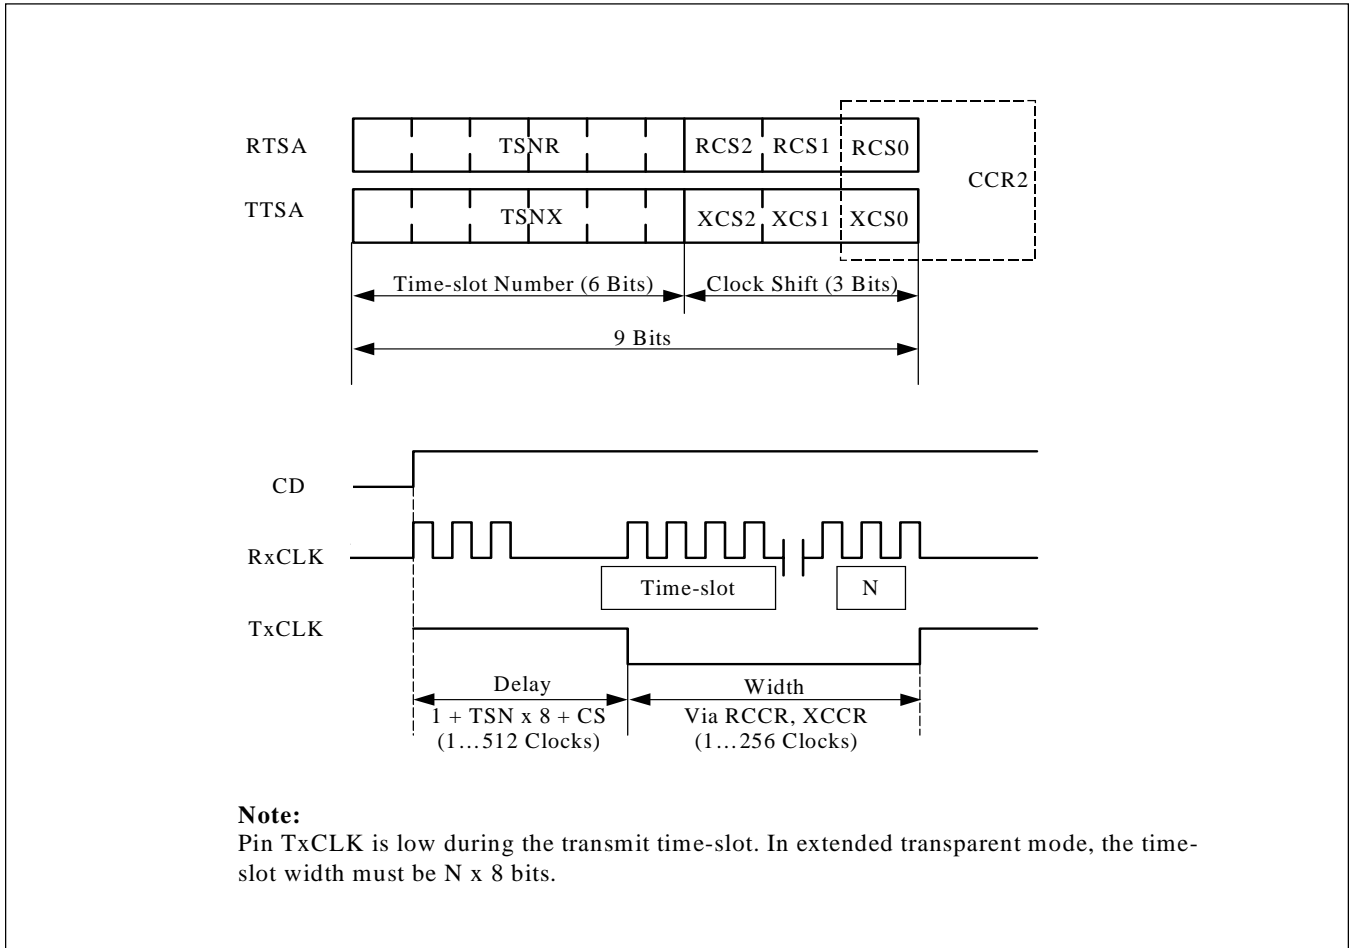 RTSA TSNR RCS2 RCS1 RCS0
CCR2
TTSA TSNX XCS2 XCS1 XCS0
Time-slot Number (6 Bits) Clock Shift (3 Bits)
9 Bits
CD
RxCLK
Time-slot N
TxCLK
Delay Width
1 + TSN x 8 + CS Via RCCR, XCCR
(1…512 Clocks) (1…256 Clocks)
Note:
Pin TxCLK is low during the transmit time-slot. In extended transparent mode, the time-
slot width must be N x 8 bits.